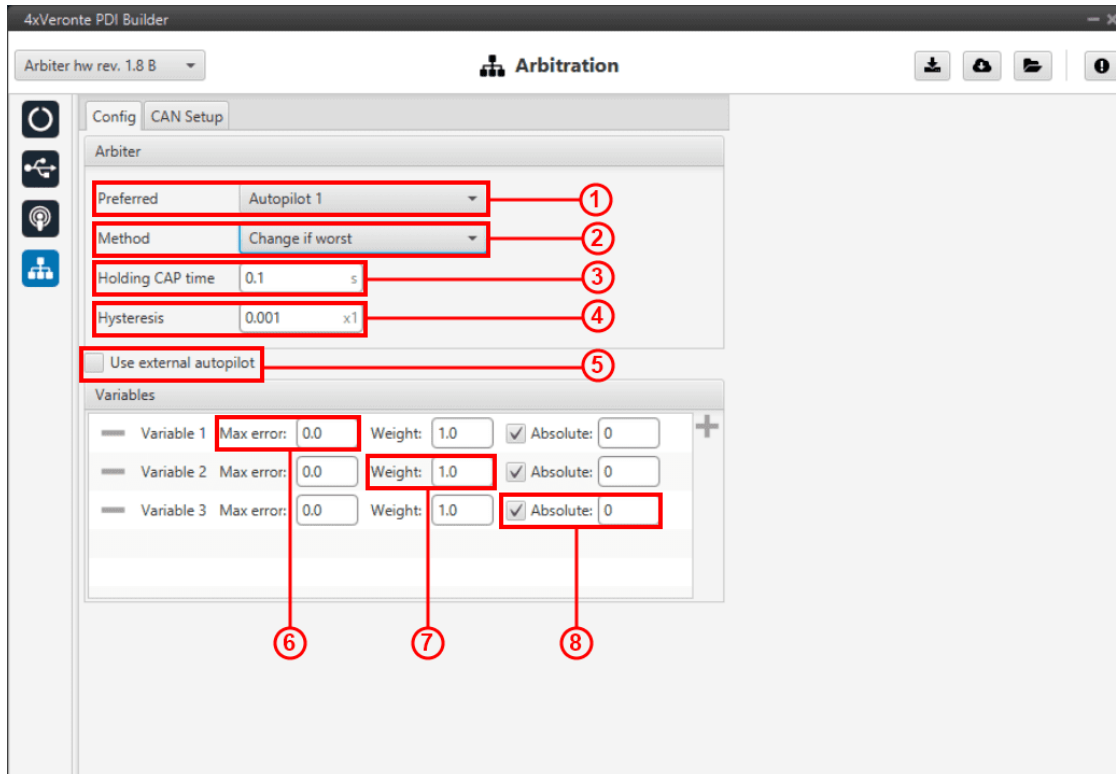 4xVeronte PDI Builder
Arbiter hw rev. 1.8 B
Arbitration
Config CAN Setup
Arbiter
Preferred Autopilot 1 1
Method Change if worst 2
Holding CAP time 0.1 s 3
Hysteresis 0.001 x1 4
Use external autopilot 5
Variables
Variable 1 Max error: 0.0 Weight: 1.0 Absolute: 0
Variable 2 Max error: 0.0 Weight: 1.0 Absolute: 0
Variable 3 Max error: 0.0 Weight: 1.0 Absolute: 0
6 7 8